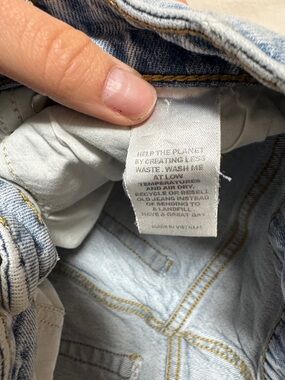 HELP THE PLANET
BY CREATING LESS
WASTE. WASH ME
AT LOW
TEMPERATURES
AND AIR DRY.
RECYCLE OR RESELL
OLD JEANS INSTEAD
OF SENDING TO
A LANDFILL.
HAVE A GREAT DAY
MADE IN VIETNAM